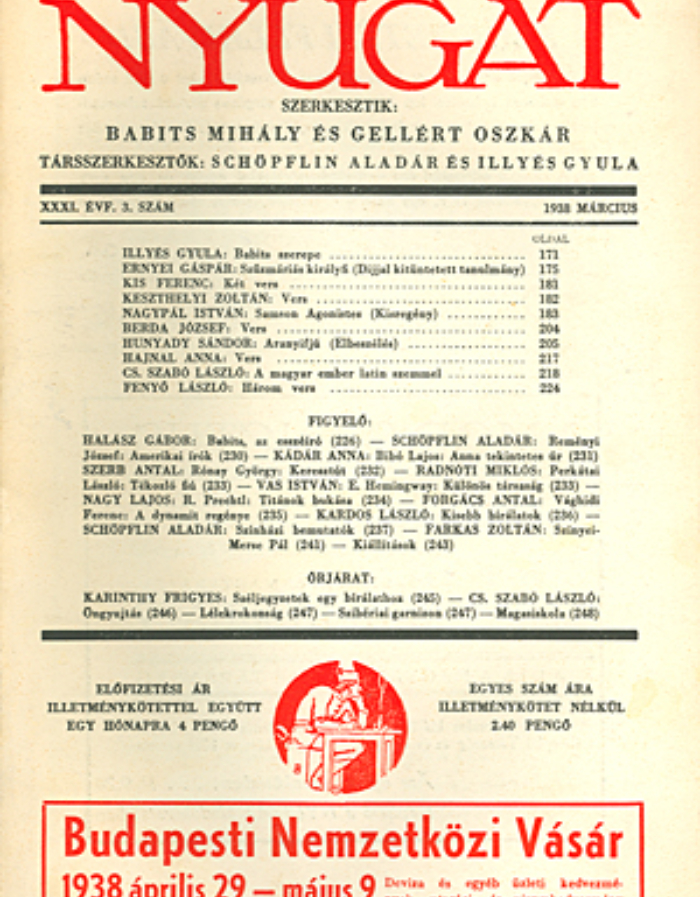 NYUGAT
SZERKESZTIK:
BABITS MIHÁLY ÉS GELLÉRT OSZKÁR
TÁRSSZERKESZTŐK: SCHÖPFLIN ALADÁR ÉS ILLYÉS GYULA
XXXI. ÉVF. 3. SZÁM 1938 MÁRCIUS
OLDAL
ILLYÉS GYULA: Babits szerepe 171
ERNYEI GÁSPÁR: (Díjjal kitüntetett tanulmány) 175
KIS FERENC: Két vers 181
KESZTHELYI ZOLTÁN: Vers 182
NAGYPÁL ISTVÁN: Samson Agonistes (Kisregény) 183
BERDA JÓZSEF: Vers 204
HUNYADY SÁNDOR: Aranyifjú (Elbeszélés) 205
HAJNAL ANNA: Vers 217
CS. SZABÓ LÁSZLÓ: A magyar ember latin szemmel 218
FENYŐ LÁSZLÓ: Három vers 224
FIGYELŐ:
HALÁSZ GÁBOR: Babits, az esszéíró (226) — SCHÖPFLIN ALADÁR: Reményi
József: Amerikai írók (230) — KÁDÁR ANNA: Bibó Lajos: Anna tekintetes úr (231)
SZERB ANTAL: Rónay György: Keresztút (232) — RADNÓTI MIKLÓS: Berkátai
László: Tékozló fiú (233) — VAS ISTVÁN: E. Hemingway: Különös társaság (233) —
NAGY LAJOS: R. Prechtl: Titánok bukása (234) — FORGÁCS ANTAL: Vághidi
Ferenc: A dynamit regénye (235) — KARDOS LÁSZLÓ: Kisebb bírálatok (236) —
SCHÖPFLIN ALADÁR: Színházi bemutatók (237) — FARKAS ZOLTÁN: Szinyei-
Merse Pál (241) — Kiállítások (243)
ŐRJÁRAT:
KARINTHY FRIGYES: Széljegyzetek egy bírálathoz (245) — CS. SZABÓ LÁSZLÓ:
Öngyujtás (246) — Lélekrokonság (247) — Szibériai garnison (247) — Magasiskola (248)
ELŐFIZETÉSI ÁR
ILLETMÉNYKÖTETTEL EGYÜTT
EGY HÓNAPRA 4 PENGŐ
EGYES SZÁM ÁRA
ILLETMÉNYKÖTET NÉLKÜL
2.40 PENGŐ
Budapesti Nemzetközi Vásár
1938 április 29 — május 9 Deviza és egyéb üzleti kedvezmé-